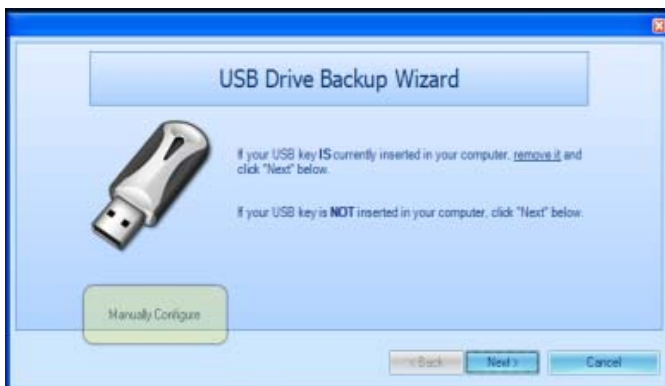 USB Drive Backup Wizard
If your USB key IS currently inserted in your computer, remove it and
click "Next" below.
If your USB key is NOT inserted in your computer, click "Next" below.
Manually Configure
< Back
Next >
Cancel